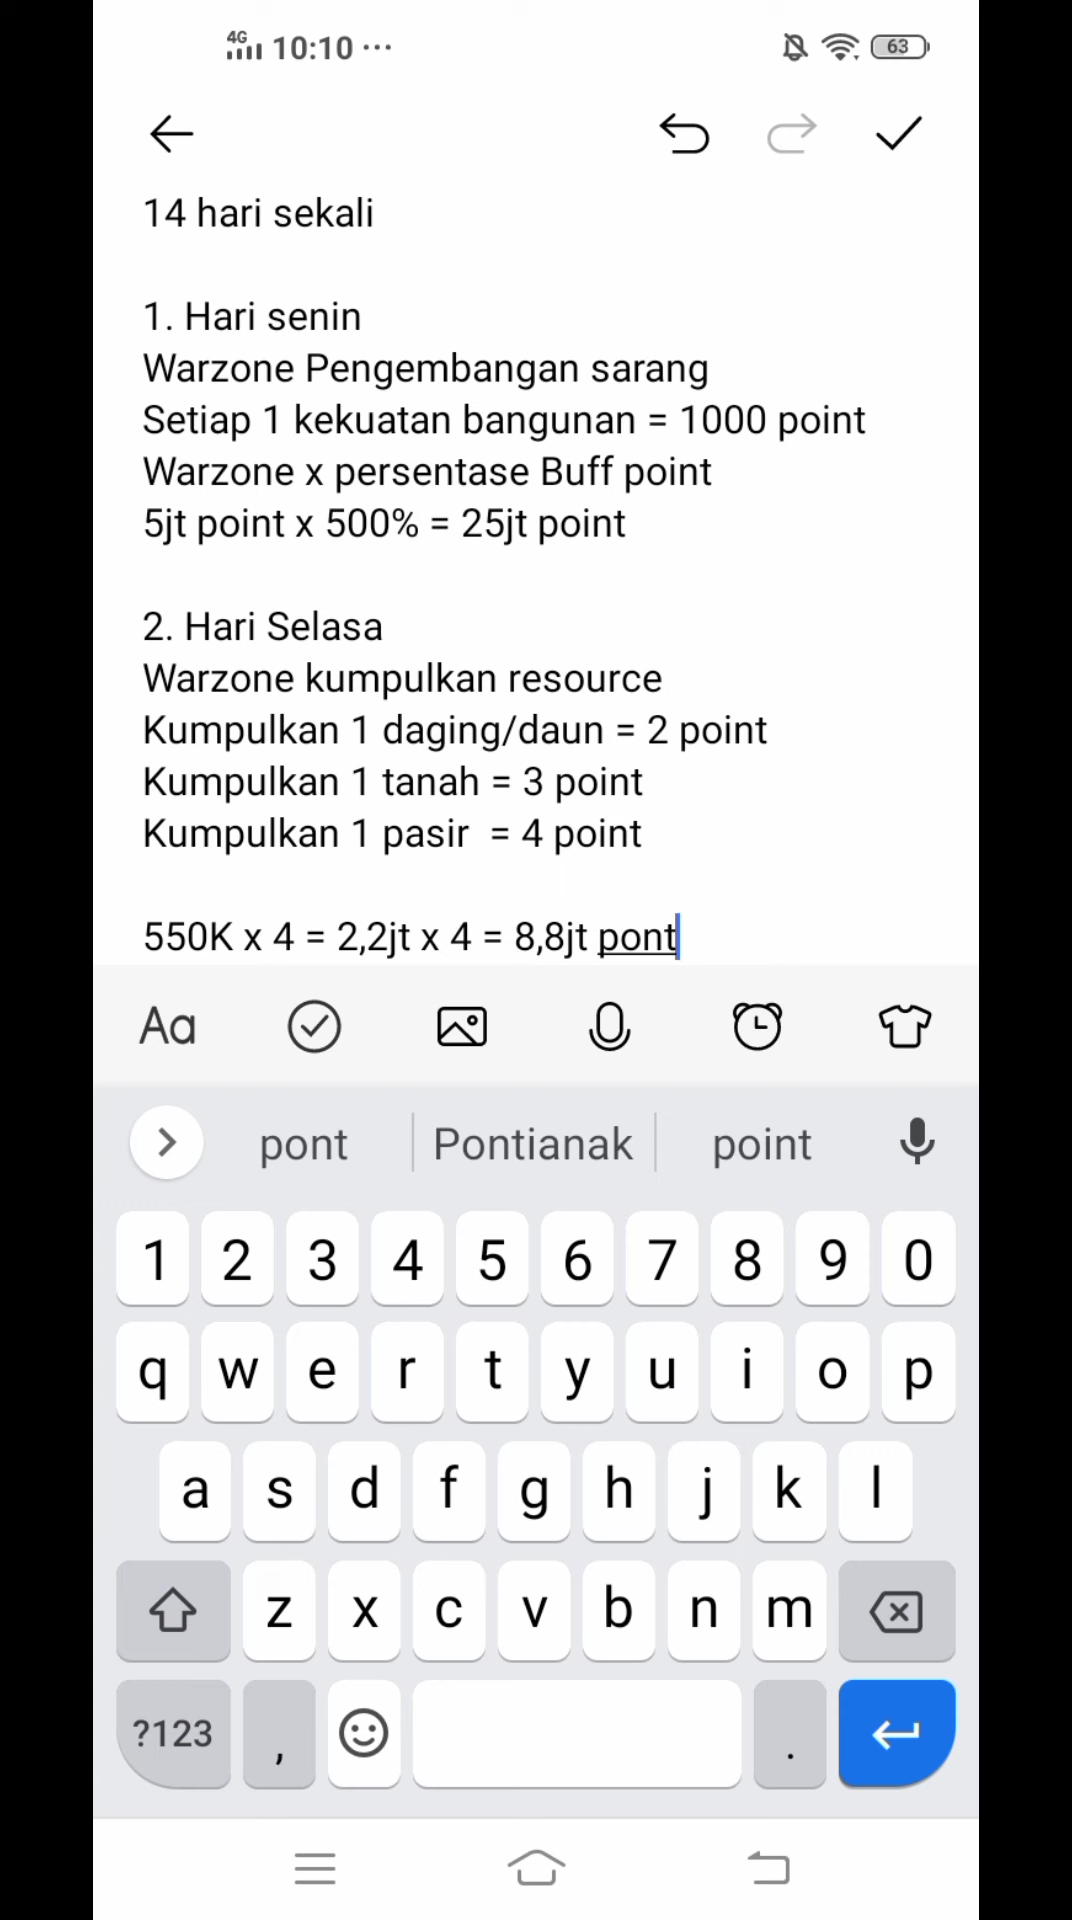 4G 10:10 ... 63
14 hari sekali
1. Hari senin
Warzone Pengembangan sarang
Setiap 1 kekuatan bangunan = 1000 point
Warzone x persentase Buff point
5jt point x 500% = 25jt point
2. Hari Selasa
Warzone kumpulkan resource
Kumpulkan 1 daging/daun = 2 point
Kumpulkan 1 tanah = 3 point
Kumpulkan 1 pasir  = 4 point
550K x 4 = 2,2jt x 4 = 8,8jt pont
Aa
pont Pontianak point
1 2 3 4 5 6 7 8 9 0
q w e r t y u i o p
a s d f g h j k l
z x c v b n m
?123 , .